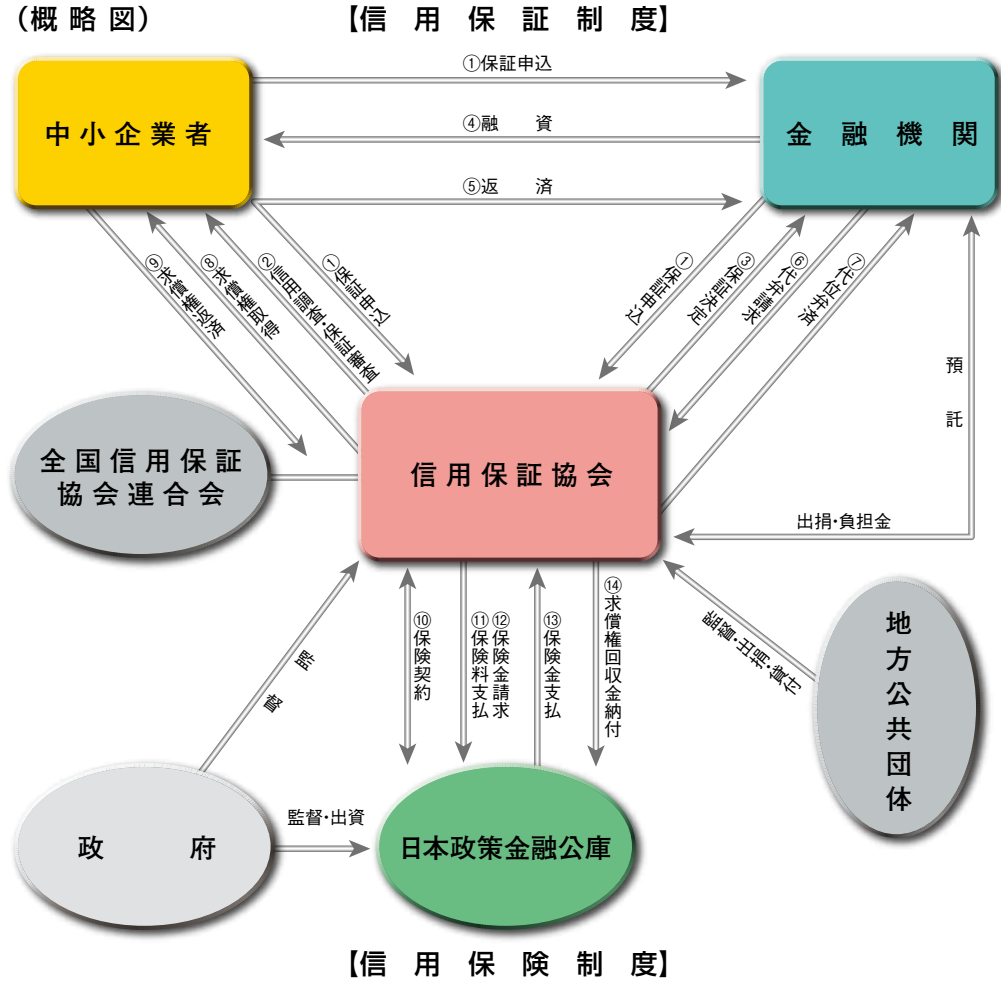 （概略図）
【信用保証制度】
①保証申込
中小企業者
金融機関
④融資
⑤返済
⑨求償権返済
⑧求償権取得
②信用調査・保証審査
①保証申込
①保証申込
③保証決定
⑥代弁請求
⑦代位弁済
預託
全国信用保証
協会連合会
信用保証協会
出捐・負担金
⑩保険契約
⑪保険料支払
⑫保険金請求
⑬保険金支払
⑭求償権回収金納付
監督・出捐・貸付
地方公共団体
監督
政府
監督・出資
日本政策金融公庫
【信用保険制度】